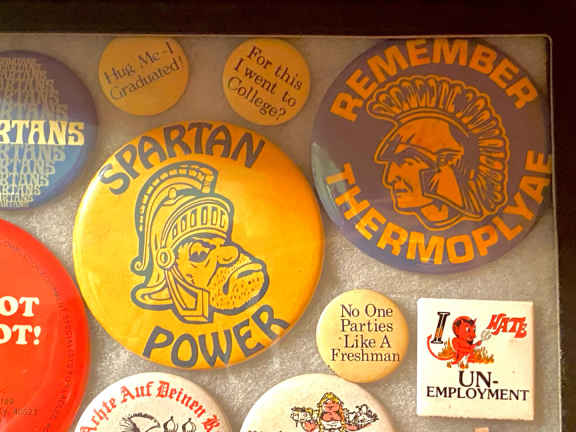 Hug Me-I
Graduated!
For this
I went to
College?
REMEMBER
THERMOPLYAE
RTANS
SPARTAN
POWER
OT
OT!
No One
Parties
Like A
Freshman
I HATE
UN-
EMPLOYMENT
Achte Auf Deinen